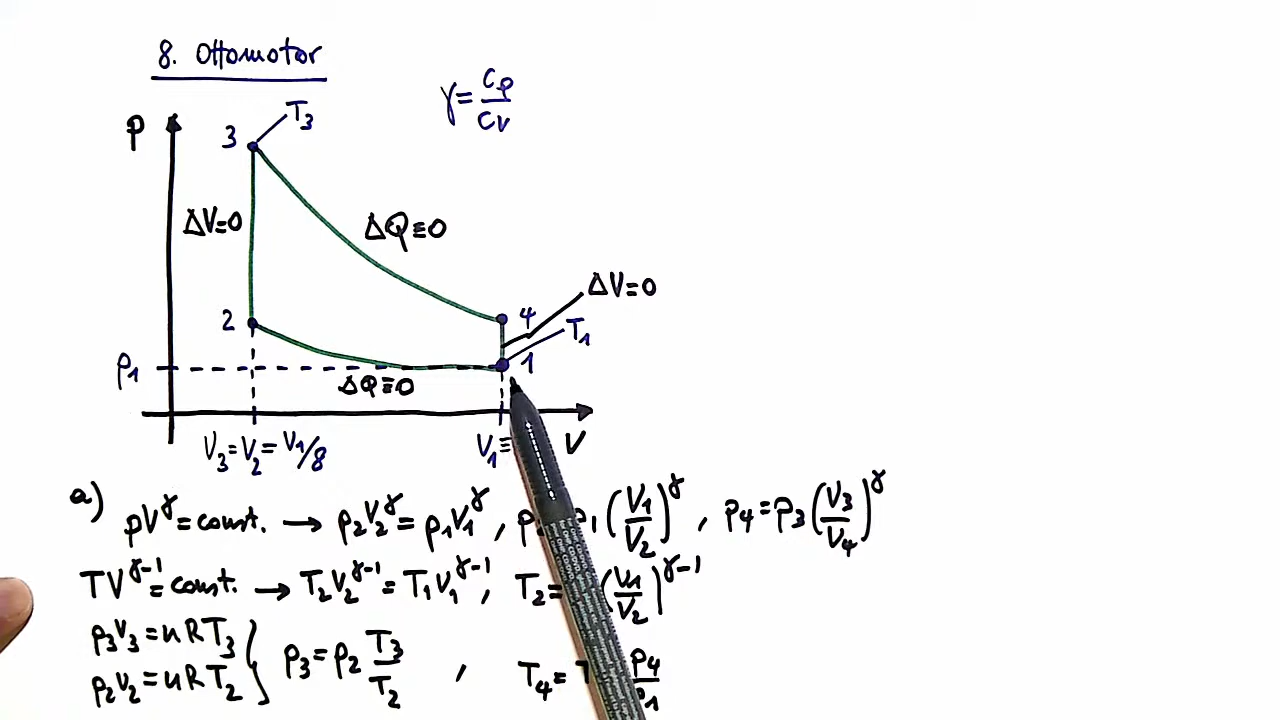 8. Ottomotor
γ = Cp/Cv
p
3
T₃
ΔV=0
ΔQ≡0
ΔV=0
2
4
T₁
p₁
1
ΔQ≡0
V₃=V₂=V₁/8
V₁=
V
a)
pV^γ = const. → p₂V₂^γ = p₁V₁^γ, p (V₁/V₂)^γ, p₄ = p₃(V₃/V₄)^γ
TV^γ-1 = const. → T₂V₂^γ-1 = T₁V₁^γ-1, T₂ = (V₁/V₂)^γ-1
p₃V₃ = nRT₃
p₂V₂ = nRT₂
} p₃ = p₂ T₃/T₂ , T₄ = p₄/p₁